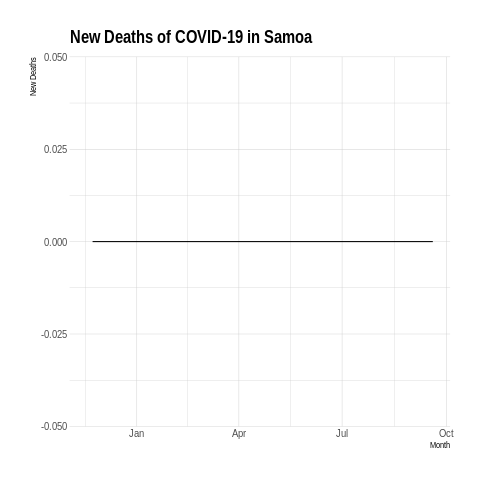 New Deaths of COVID-19 in Samoa
New Deaths
0.050
0.025
0.000
-0.025
-0.050
Jan Apr Jul Oct
Month